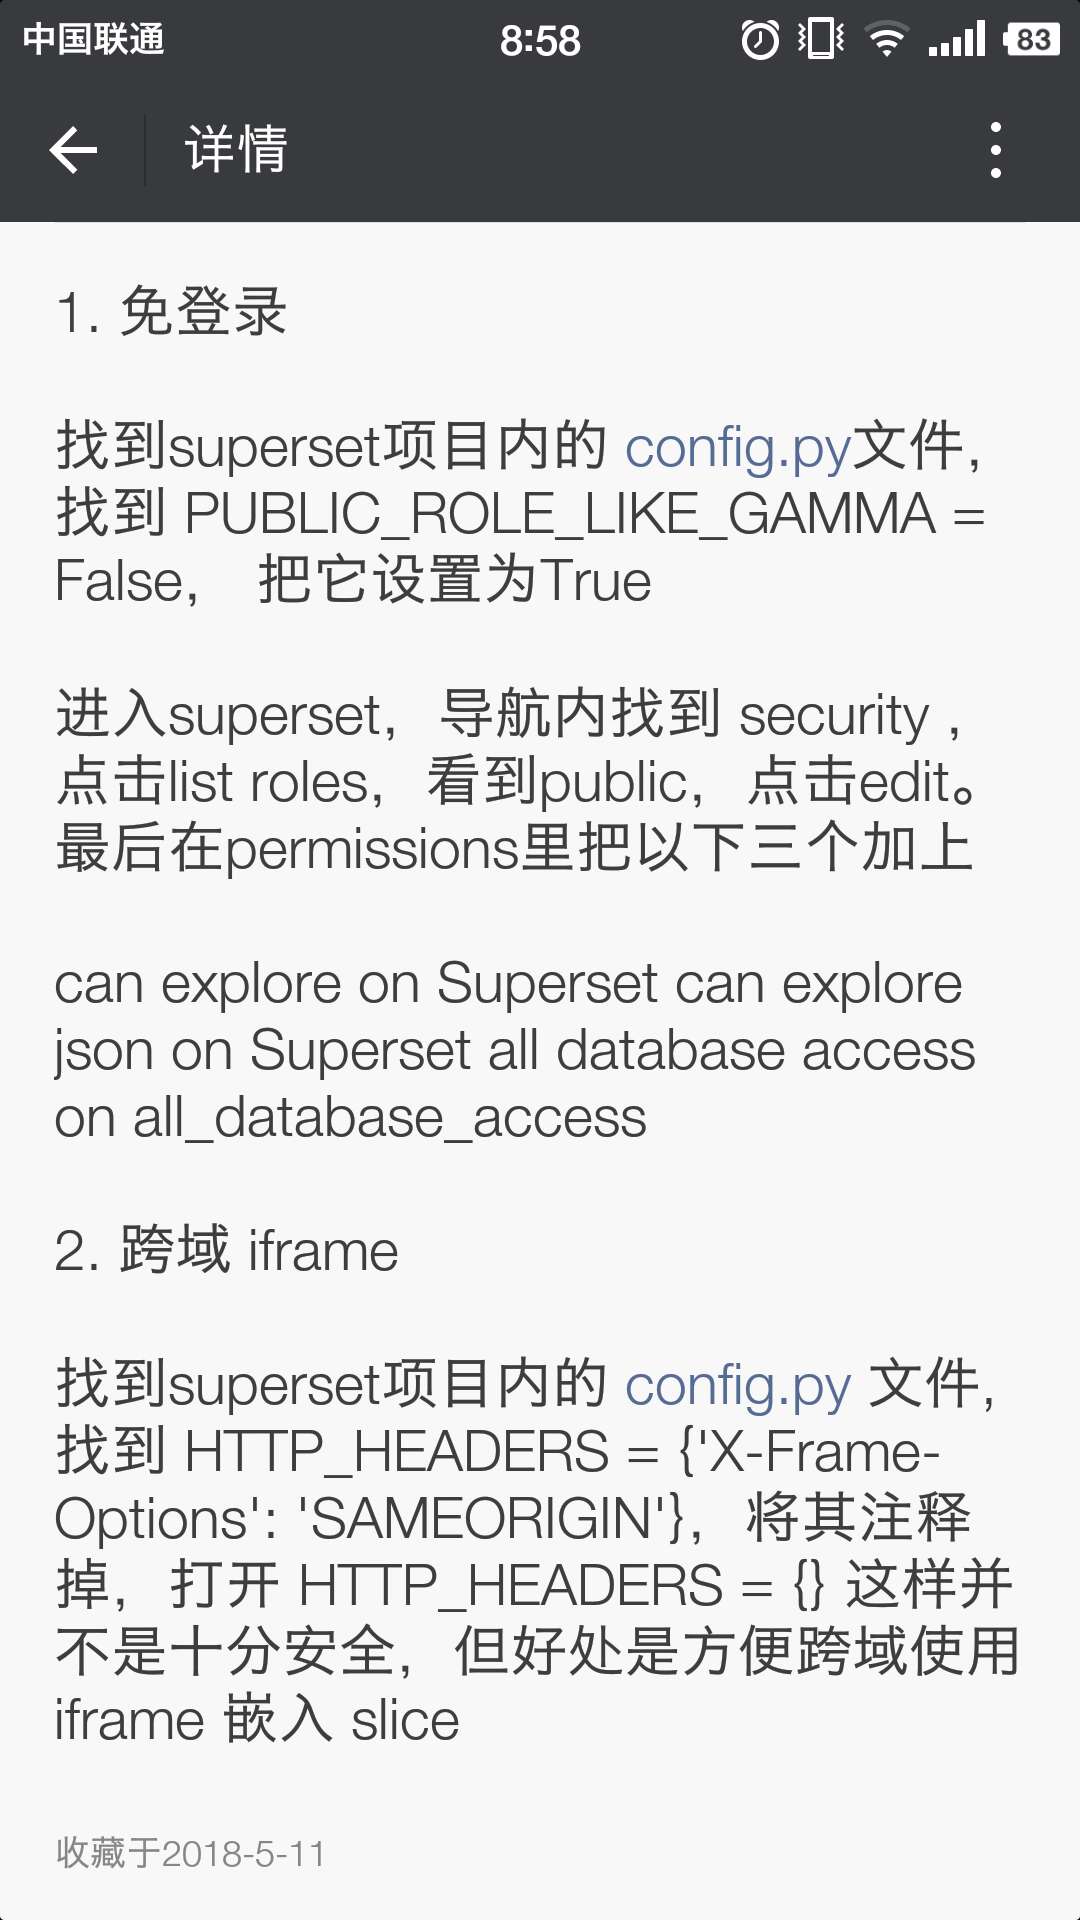 中国联通 8:58 83
详情
1. 免登录
找到superset项目内的 config.py文件,
找到 PUBLIC_ROLE_LIKE_GAMMA =
False， 把它设置为True
进入superset，导航内找到 security ，
点击list roles，看到public，点击edit。
最后在permissions里把以下三个加上
can explore on Superset can explore
json on Superset all database access
on all_database_access
2. 跨域 iframe
找到superset项目内的 config.py 文件,
找到 HTTP_HEADERS = {'X-Frame-
Options': 'SAMEORIGIN'}，将其注释
掉，打开 HTTP_HEADERS = {} 这样并
不是十分安全，但好处是方便跨域使用
iframe 嵌入 slice
收藏于2018-5-11